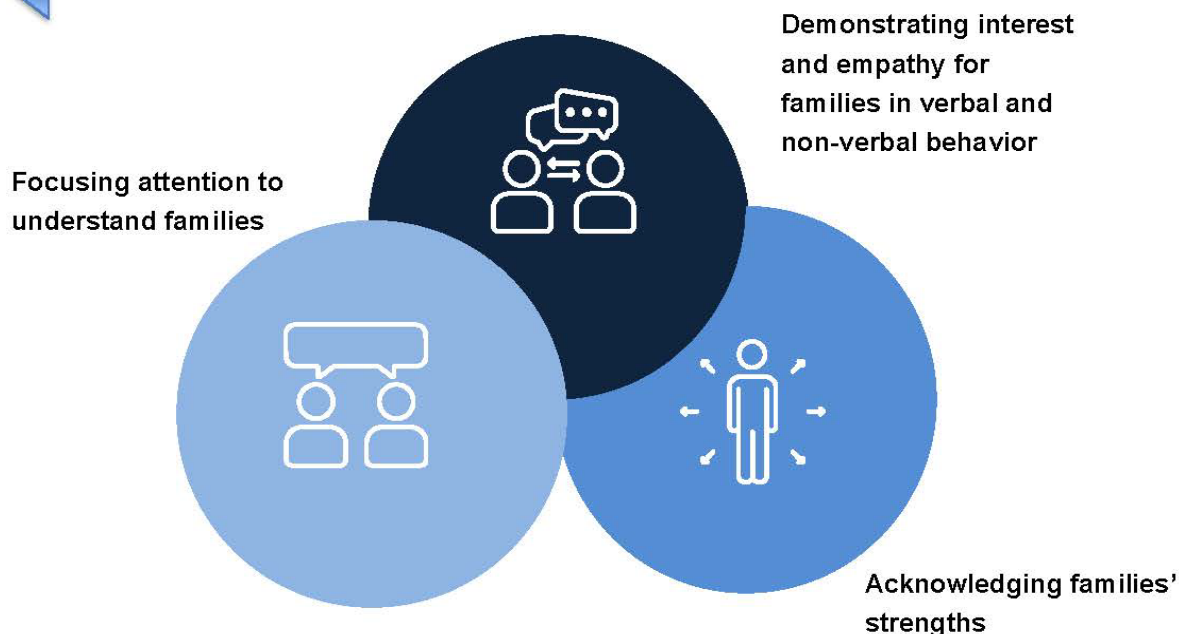 Demonstrating interest
and empathy for
families in verbal and
non-verbal behavior
Focusing attention to
understand families
Acknowledging families’
strengths